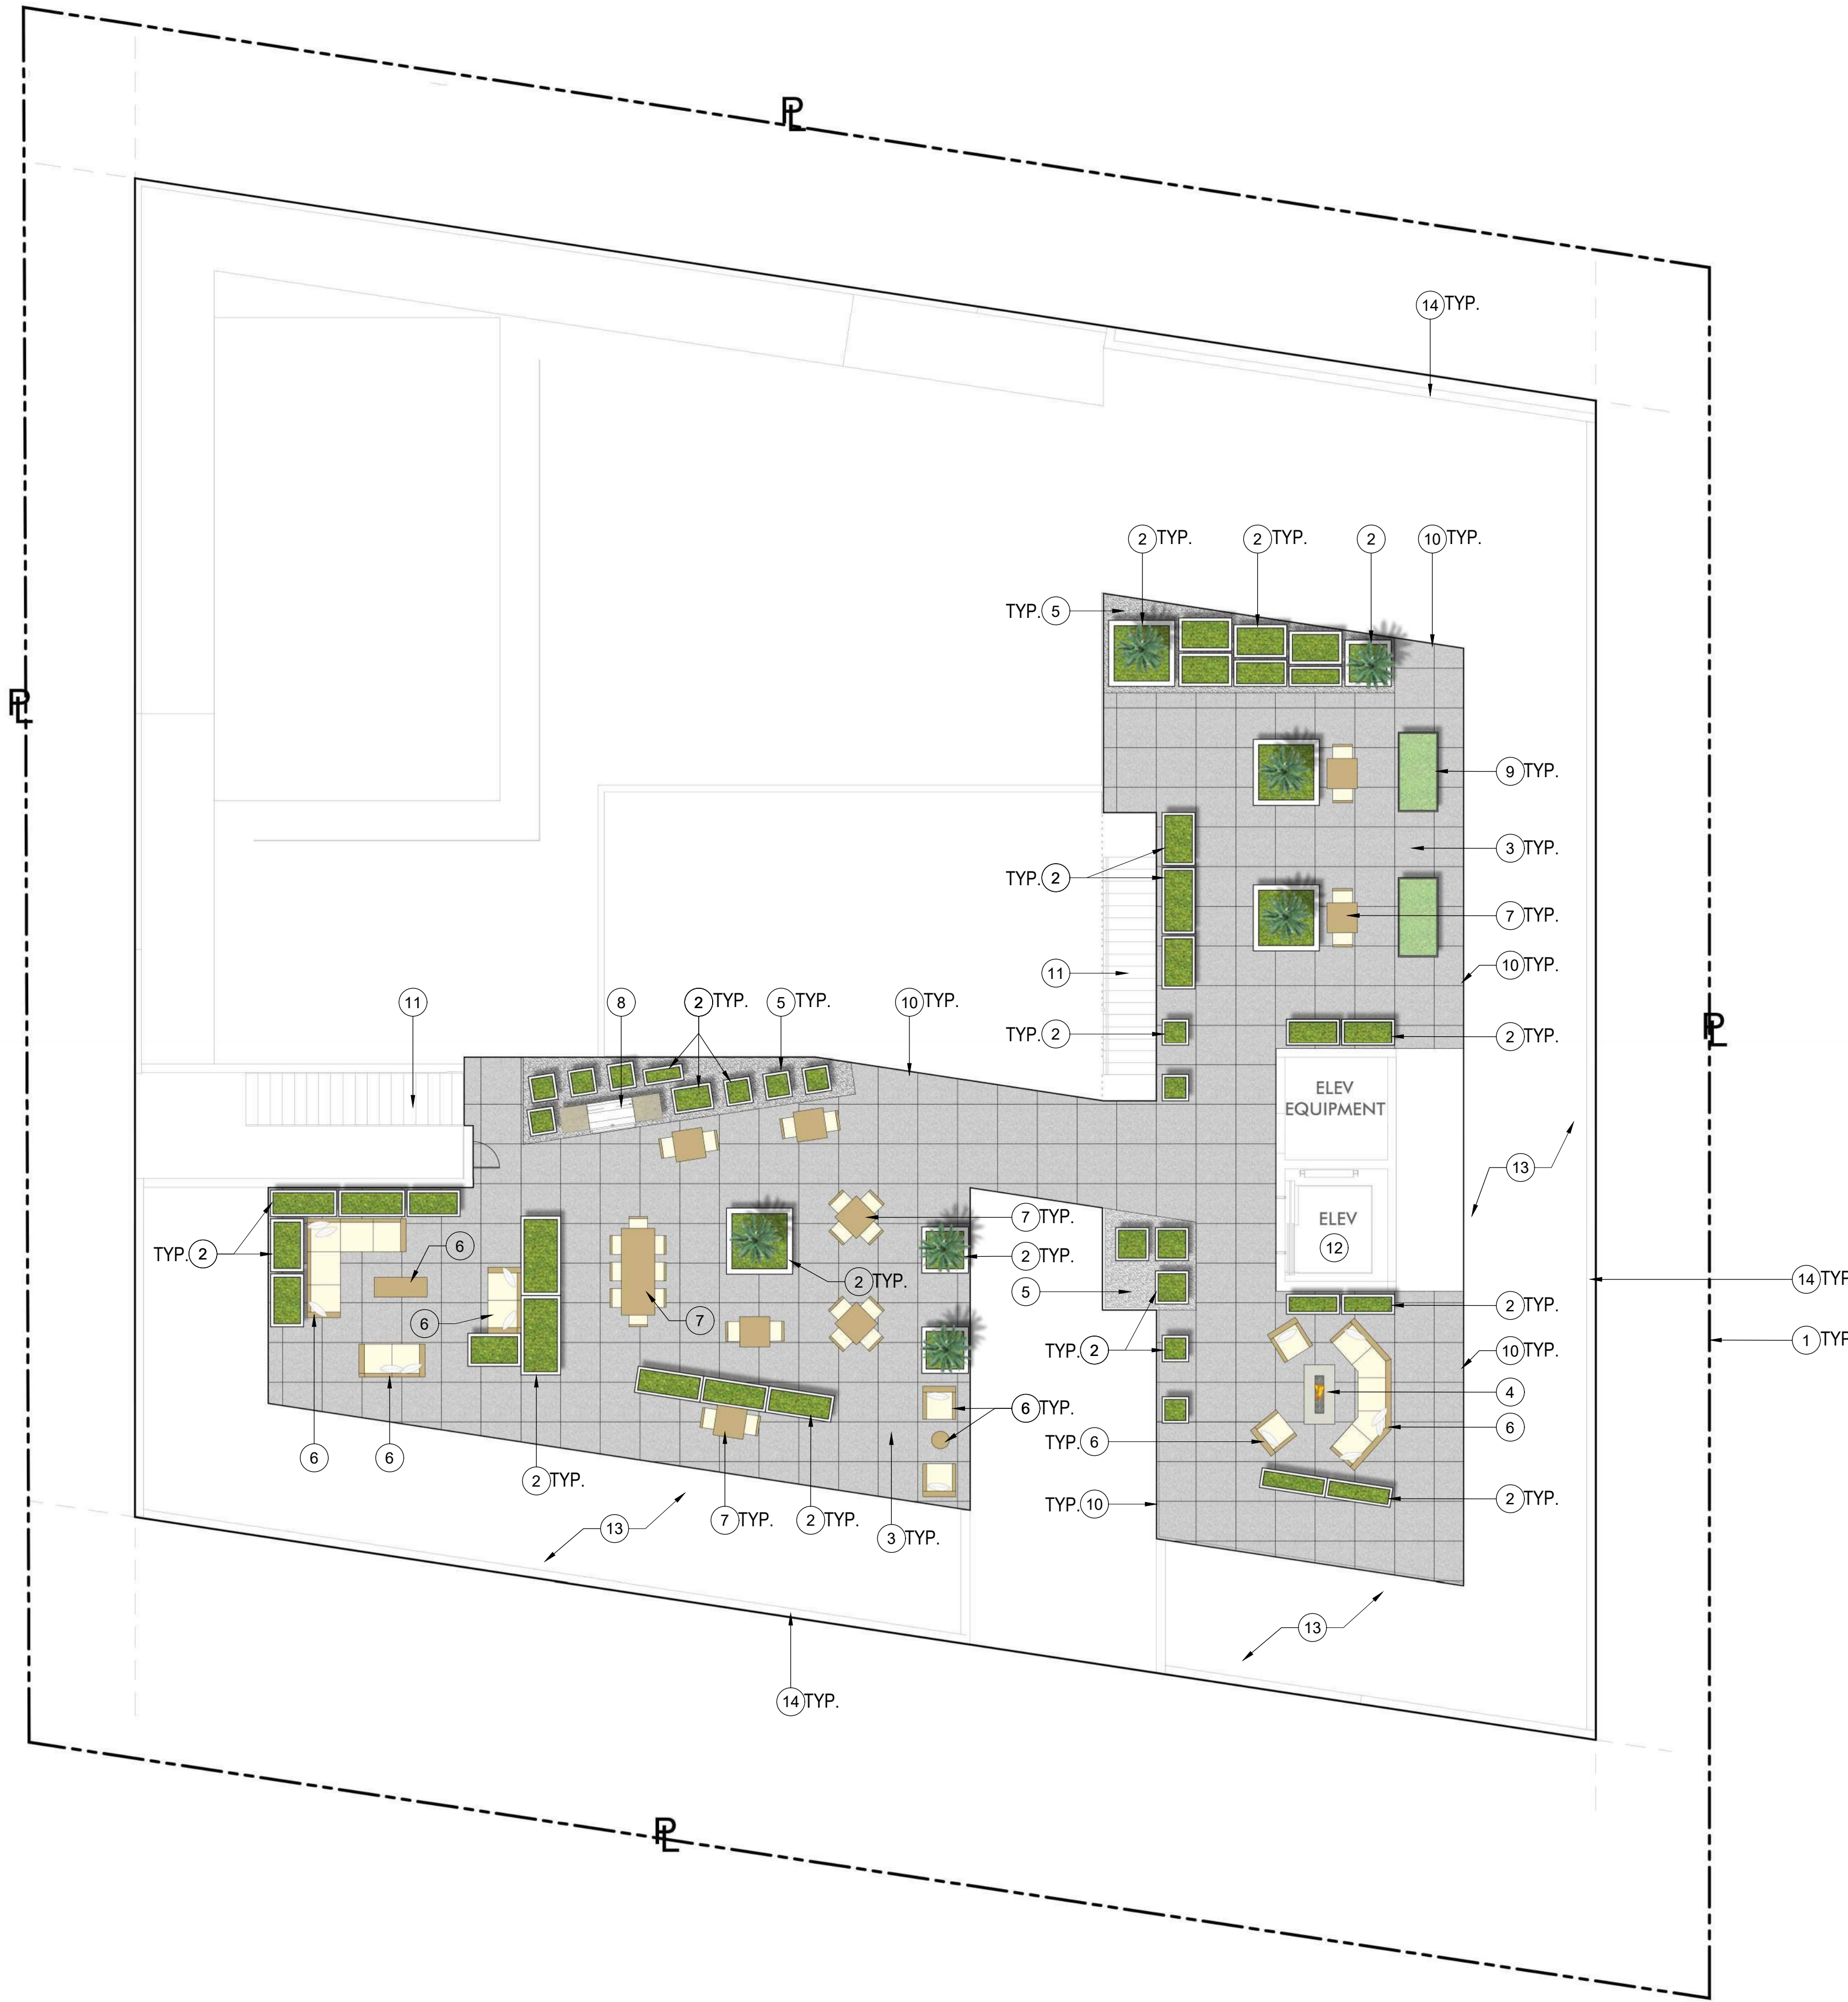 PL
14 TYP.
PL
2 TYP.
2 TYP.
2
10 TYP.
TYP. 5
9 TYP.
3 TYP.
TYP. 2
7 TYP.
10 TYP.
11
11
8
2 TYP.
5 TYP.
10 TYP.
TYP. 2
2 TYP.
PL
ELEV
EQUIPMENT
13
ELEV
12
7 TYP.
2 TYP.
TYP. 2
6
2 TYP.
5
14 TYP
2 TYP.
6
7
TYP. 2
10 TYP.
1 TYP
4
6 TYP.
6
TYP. 6
6
6
2 TYP.
TYP. 10
2 TYP.
13
7 TYP.
2 TYP.
3 TYP.
13
14 TYP.
PL